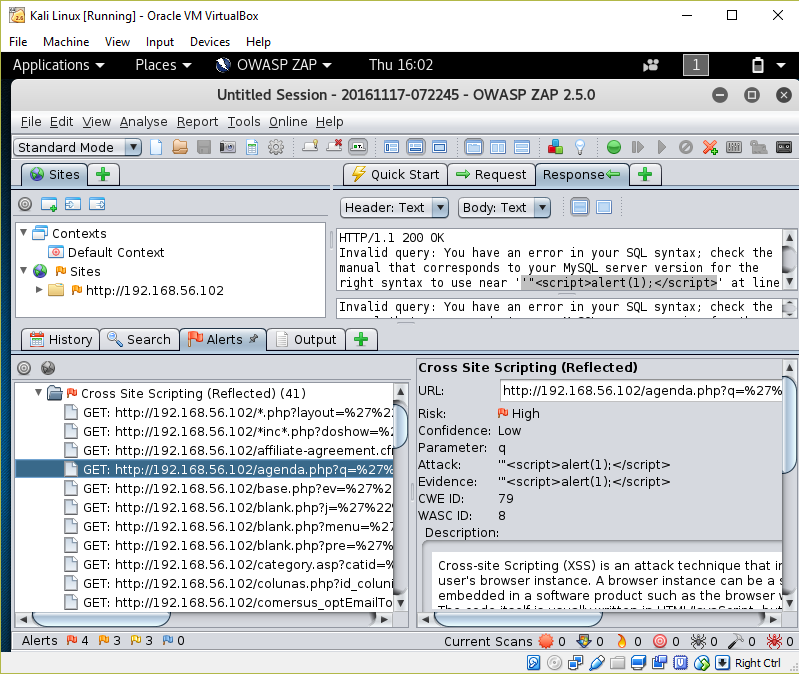 Kali Linux [Running] - Oracle VM VirtualBox
File Machine View Input Devices Help
Applications Places OWASP ZAP Thu 16:02 1
Untitled Session - 20161117-072245 - OWASP ZAP 2.5.0
File Edit View Analyse Report Tools Online Help
Standard Mode
Sites
Quick Start Request Response
Header: Text Body: Text
Contexts
Default Context
Sites
http://192.168.56.102
HTTP/1.1 200 OK
Invalid query: You have an error in your SQL syntax; check the
manual that corresponds to your MySQL server version for the
right syntax to use near ''"<script>alert(1);</script>' at line
Invalid query: You have an error in your SQL syntax; check the
History Search Alerts Output
Cross Site Scripting (Reflected) (41)
GET: http://192.168.56.102/*.php?layout=%27%2
GET: http://192.168.56.102/*inc*.php?doshow=%
GET: http://192.168.56.102/affiliate-agreement.cf
GET: http://192.168.56.102/agenda.php?q=%27%
GET: http://192.168.56.102/base.php?ev=%27%2
GET: http://192.168.56.102/blank.php?j=%27%22
GET: http://192.168.56.102/blank.php?menu=%27
GET: http://192.168.56.102/blank.php?pre=%27%
GET: http://192.168.56.102/category.asp?catid=%
GET: http://192.168.56.102/colunas.php?id_coluni
GET: http://192.168.56.102/comersus_optEmailTo
Cross Site Scripting (Reflected)
URL: http://192.168.56.102/agenda.php?q=%27%
Risk: High
Confidence: Low
Parameter: q
Attack: '"<script>alert(1);</script>
Evidence: '"<script>alert(1);</script>
CWE ID: 79
WASC ID: 8
Description:
Cross-site Scripting (XSS) is an attack technique that in
user's browser instance. A browser instance can be a s
embedded in a software product such as the browser w
Alerts 4 3 3 0
Current Scans 0 0 0 0 0 0 0
Right Ctrl